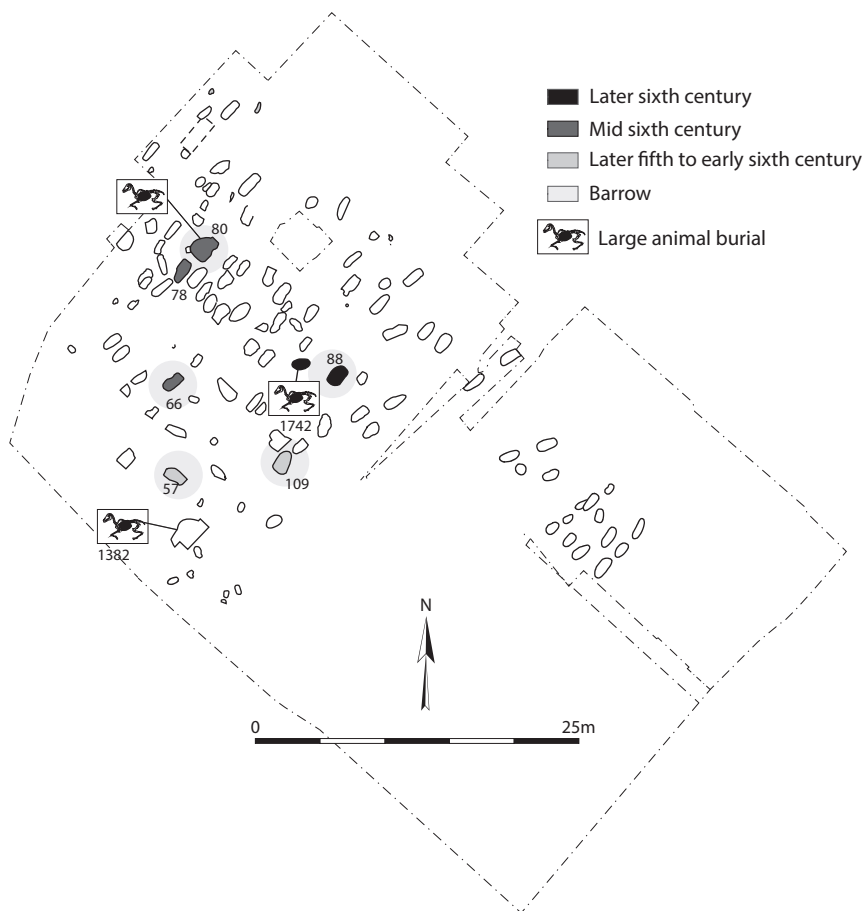 Later sixth century
Mid sixth century
Later fifth to early sixth century
Barrow
Large animal burial
80
78
88
66
1742
57
109
1382
N
0 25m